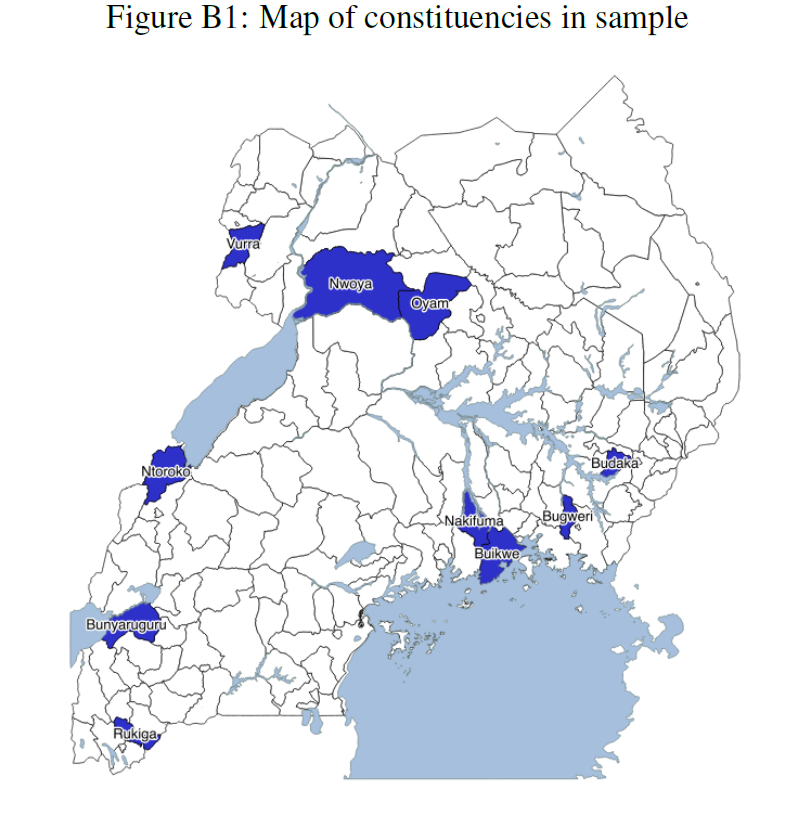 Figure B1: Map of constituencies in sample
Vurra
Nwoya
Oyam
Ntoroko
Budaka
Nakifuma
Bugweri
Buikwe
Bunyaruguru
Rukiga